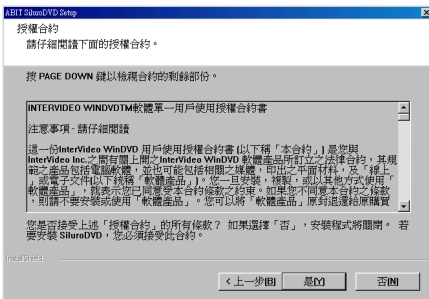 ABIT SiluroDVD Setup
授權合約
請仔細閱讀下面的授權合約。
按 PAGE DOWN 鍵以檢視合約的剩餘部份。
INTERVIDEO WINDVDTM軟體單一用戶使用授權合約書
注意事項 - 請仔細閱讀
這一份InterVideo WinDVD 用戶使用授權合約書 (以下稱「本合約」) 是您與
InterVideo Inc.之間有關上開之InterVideo WinDVD 軟體產品所訂立之法律合約，其規
範之產品包括電腦軟體，並也可能包括相關之媒體，印出之平面材料，及「線上
」或電子文件(以下統稱「軟體產品」)。您一旦安裝，複製，或以其他方式使用「
軟體產品」，就表示您已同意受本合約條款之約束。如果您不同意本合約之條款
，則請不要安裝或使用「軟體產品」。您可以將「軟體產品」原封退還給原購買
您是否接受上述「授權合約」的所有條款？ 如果選擇「否」，安裝程式將關閉。 若
要安裝 SiluroDVD，您必須接受此合約。
InstallShield
< 上一步(B) 是(Y) 否(N)